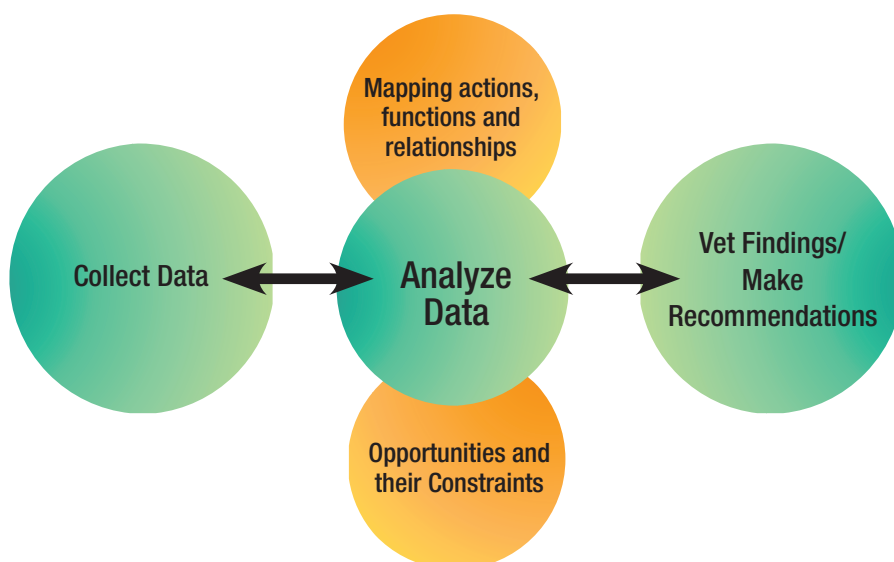 Mapping actions,
functions and
relationships
Collect Data
Analyze
Data
Vet Findings/
Make
Recommendations
Opportunities and
their Constraints